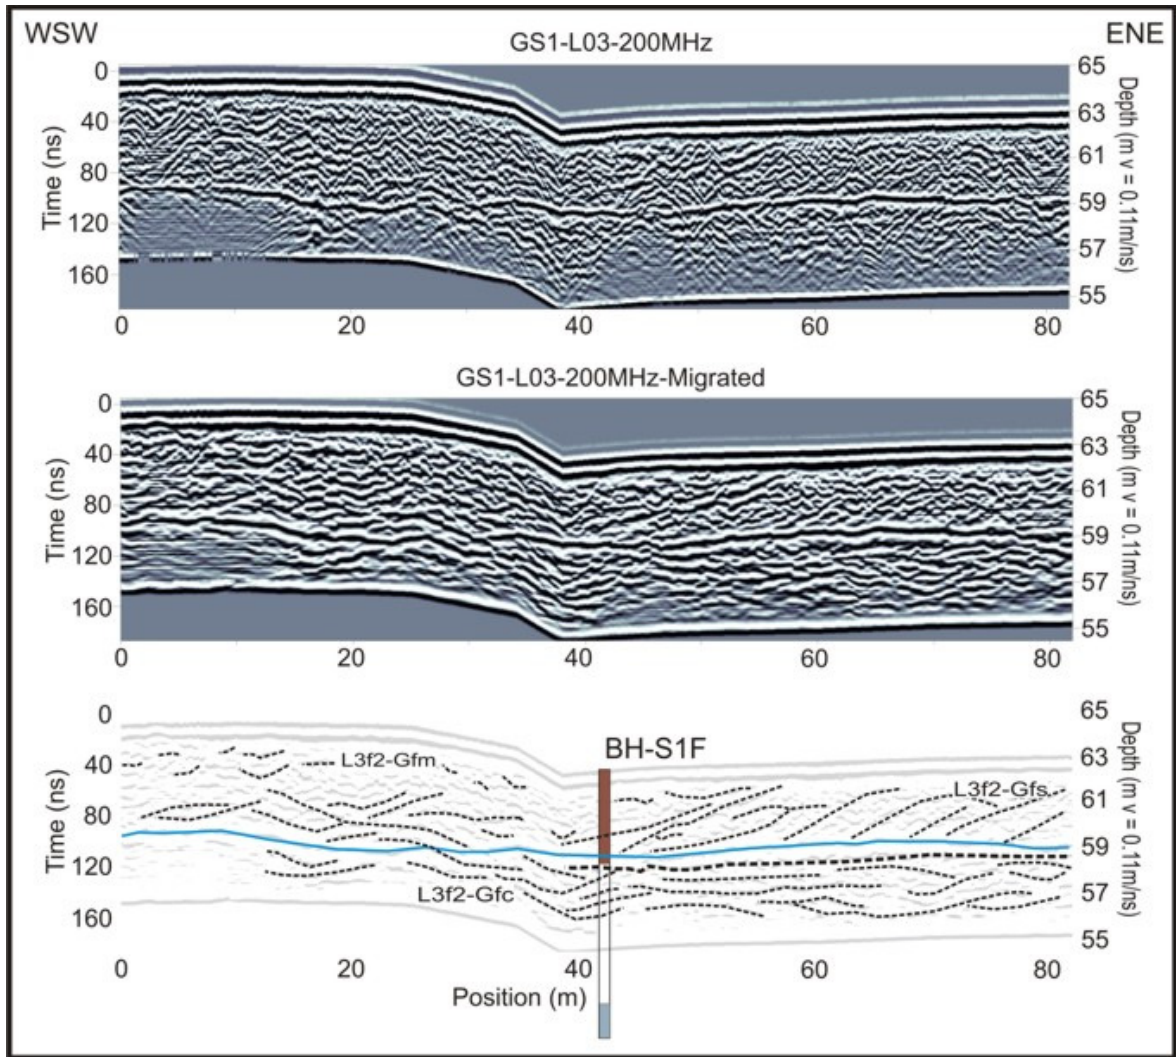 WSW
ENE
GS1-L03-200MHz
0
40
80
120
160
Time (ns)
65
63
61
59
57
55
Depth (m v = 0.11m/ns)
0 20 40 60 80
GS1-L03-200MHz-Migrated
0
40
80
120
160
Time (ns)
65
63
61
59
57
55
Depth (m v = 0.11m/ns)
0 20 40 60 80
0
40
80
120
160
Time (ns)
BH-S1F
L3f2-Gfm
L3f2-Gfs
L3f2-Gfc
65
63
61
59
57
55
Depth (m v = 0.11m/ns)
0 20 40 60 80
Position (m)